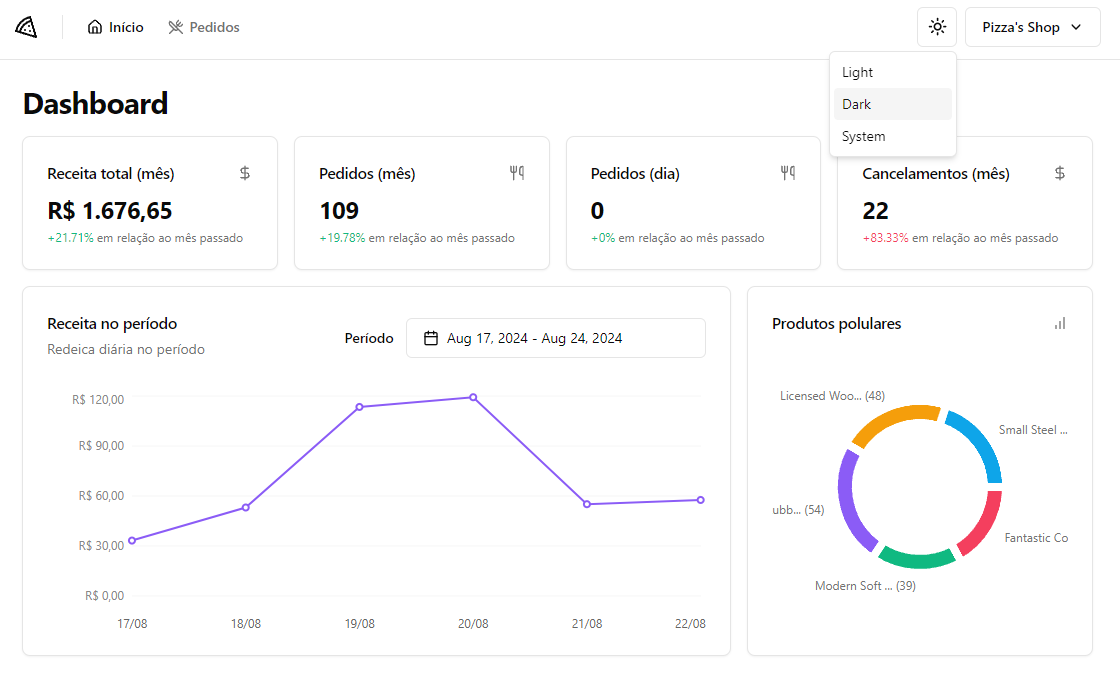 Início
Pedidos
Pizza's Shop
Light
Dark
System
Dashboard
Receita total (mês)
R$ 1.676,65
+21.71% em relação ao mês passado
Pedidos (mês)
109
+19.78% em relação ao mês passado
Pedidos (dia)
0
+0% em relação ao mês passado
Cancelamentos (mês)
22
+83.33% em relação ao mês passado
Receita no período
Redeica diária no período
Período
Aug 17, 2024 - Aug 24, 2024
R$ 120,00
R$ 90,00
R$ 60,00
R$ 30,00
R$ 0,00
17/08
18/08
19/08
20/08
21/08
22/08
Produtos polulares
Licensed Woo... (48)
Small Steel ...
ubb... (54)
Fantastic Co
Modern Soft ... (39)